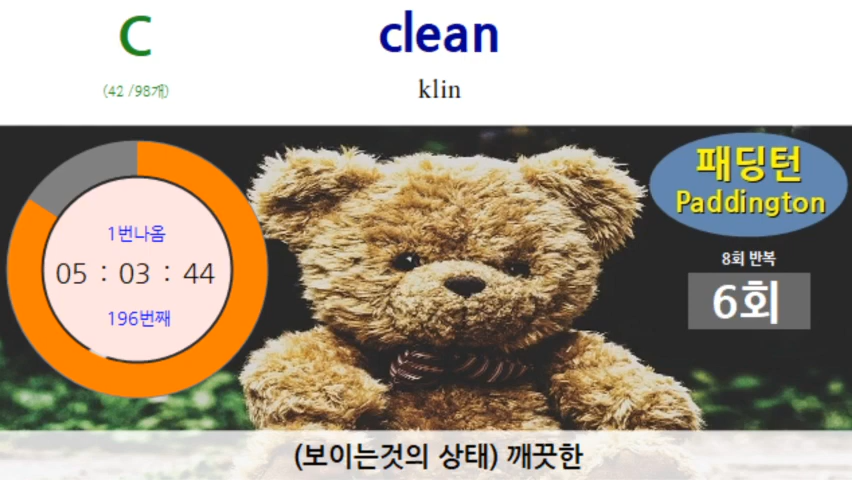 C
(42 /98개)
clean
klin
1번나옴
05 : 03 : 44
196번째
패딩턴
Paddington
8회 반복
6회
(보이는것의 상태) 깨끗한